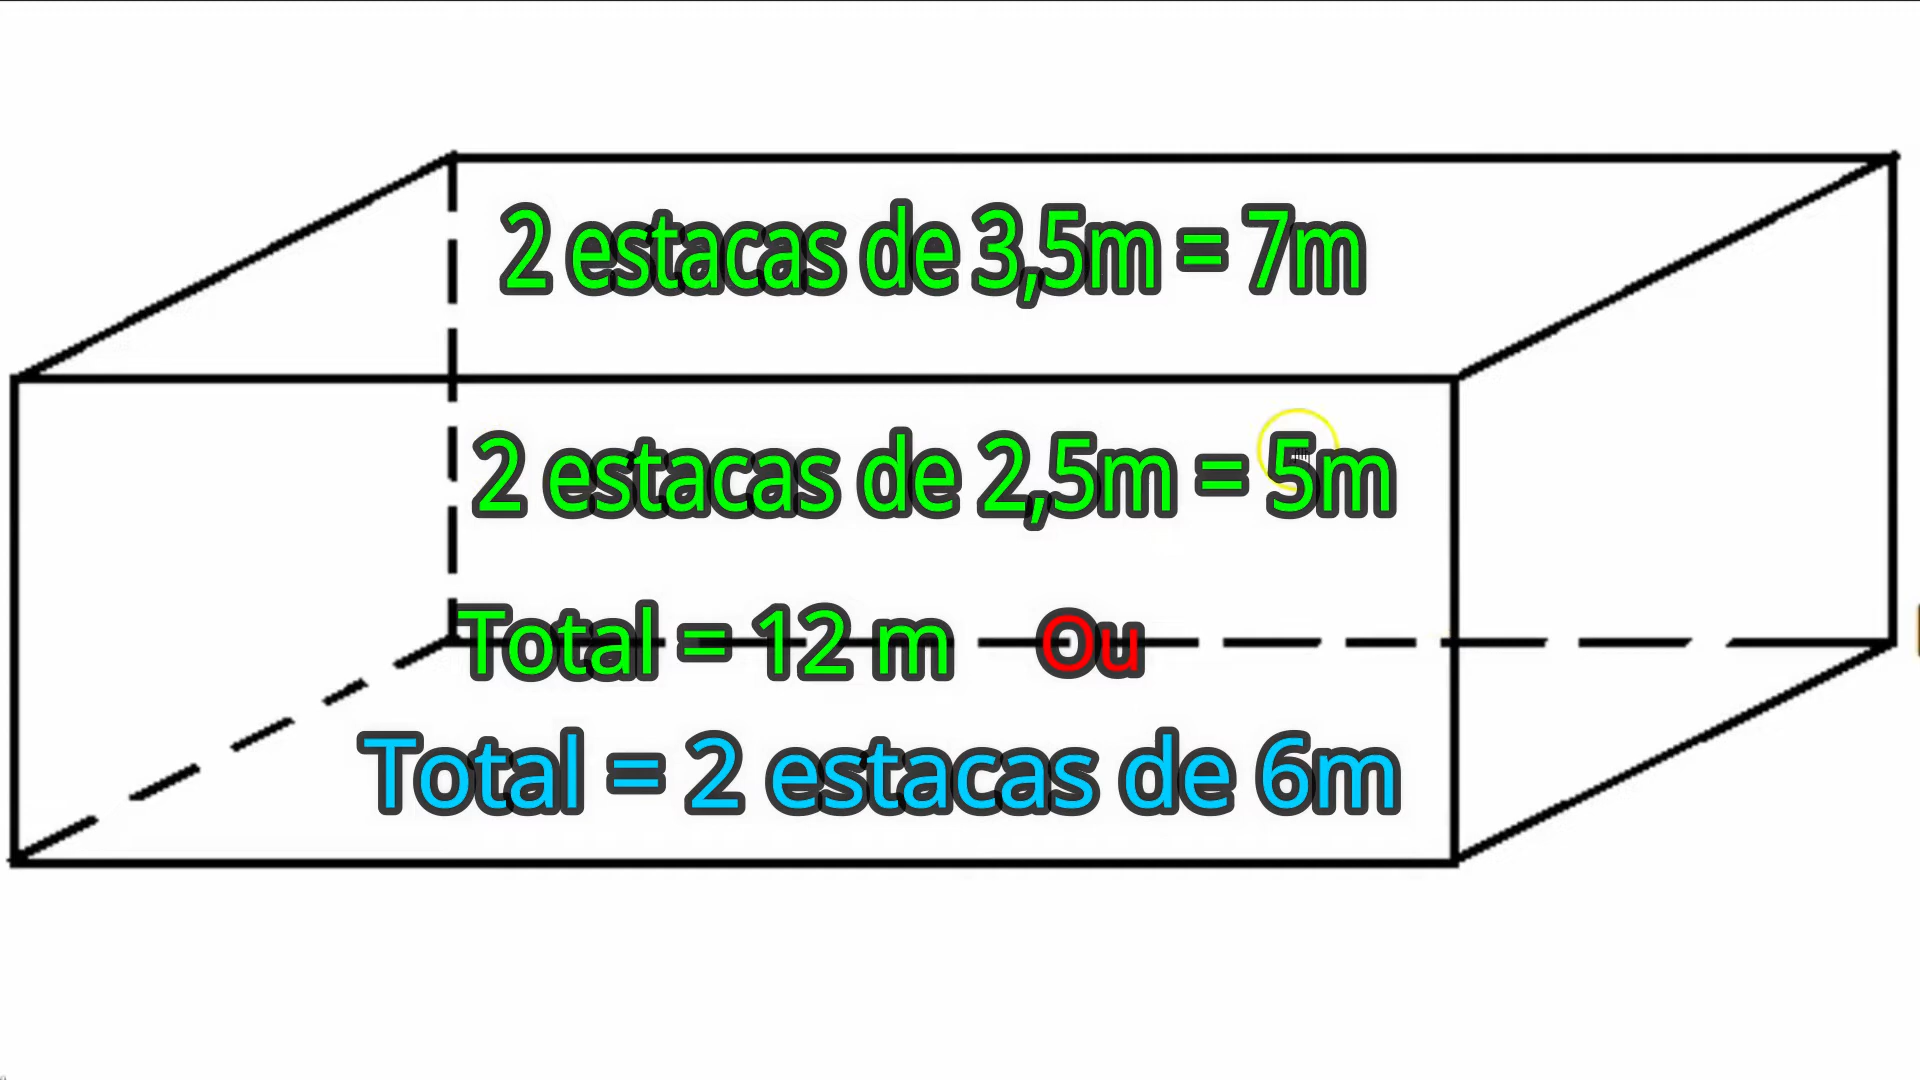 2 estacas de 3,5m = 7m
2 estacas de 2,5m = 5m
Total = 12 m Ou
Total = 2 estacas de 6m